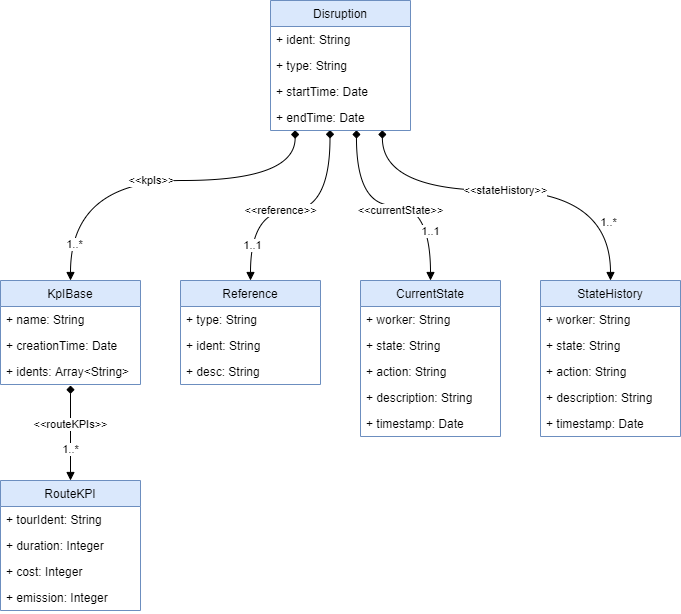 Disruption
+ ident: String
+ type: String
+ startTime: Date
+ endTime: Date
<<kpIs>>
<<reference>>
<<currentState>>
<<stateHistory>>
1..*
1..1
1..1
1..*
KpIBase
+ name: String
+ creationTime: Date
+ idents: Array<String>
Reference
+ type: String
+ ident: String
+ desc: String
CurrentState
+ worker: String
+ state: String
+ action: String
+ description: String
+ timestamp: Date
StateHistory
+ worker: String
+ state: String
+ action: String
+ description: String
+ timestamp: Date
<<routeKPIs>>
1..*
RouteKPI
+ tourIdent: String
+ duration: Integer
+ cost: Integer
+ emission: Integer